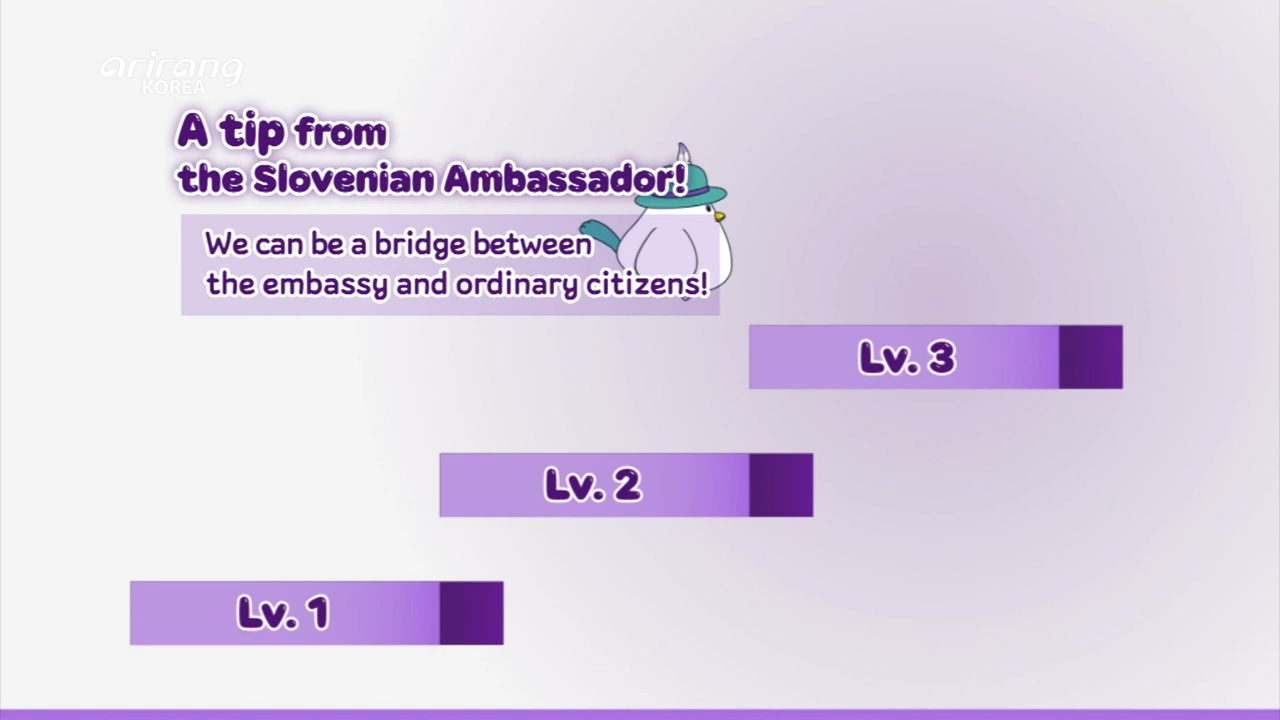 arirang
KOREA
A tip from
the Slovenian Ambassador!
We can be a bridge between
the embassy and ordinary citizens!
Lv. 3
Lv. 2
Lv. 1